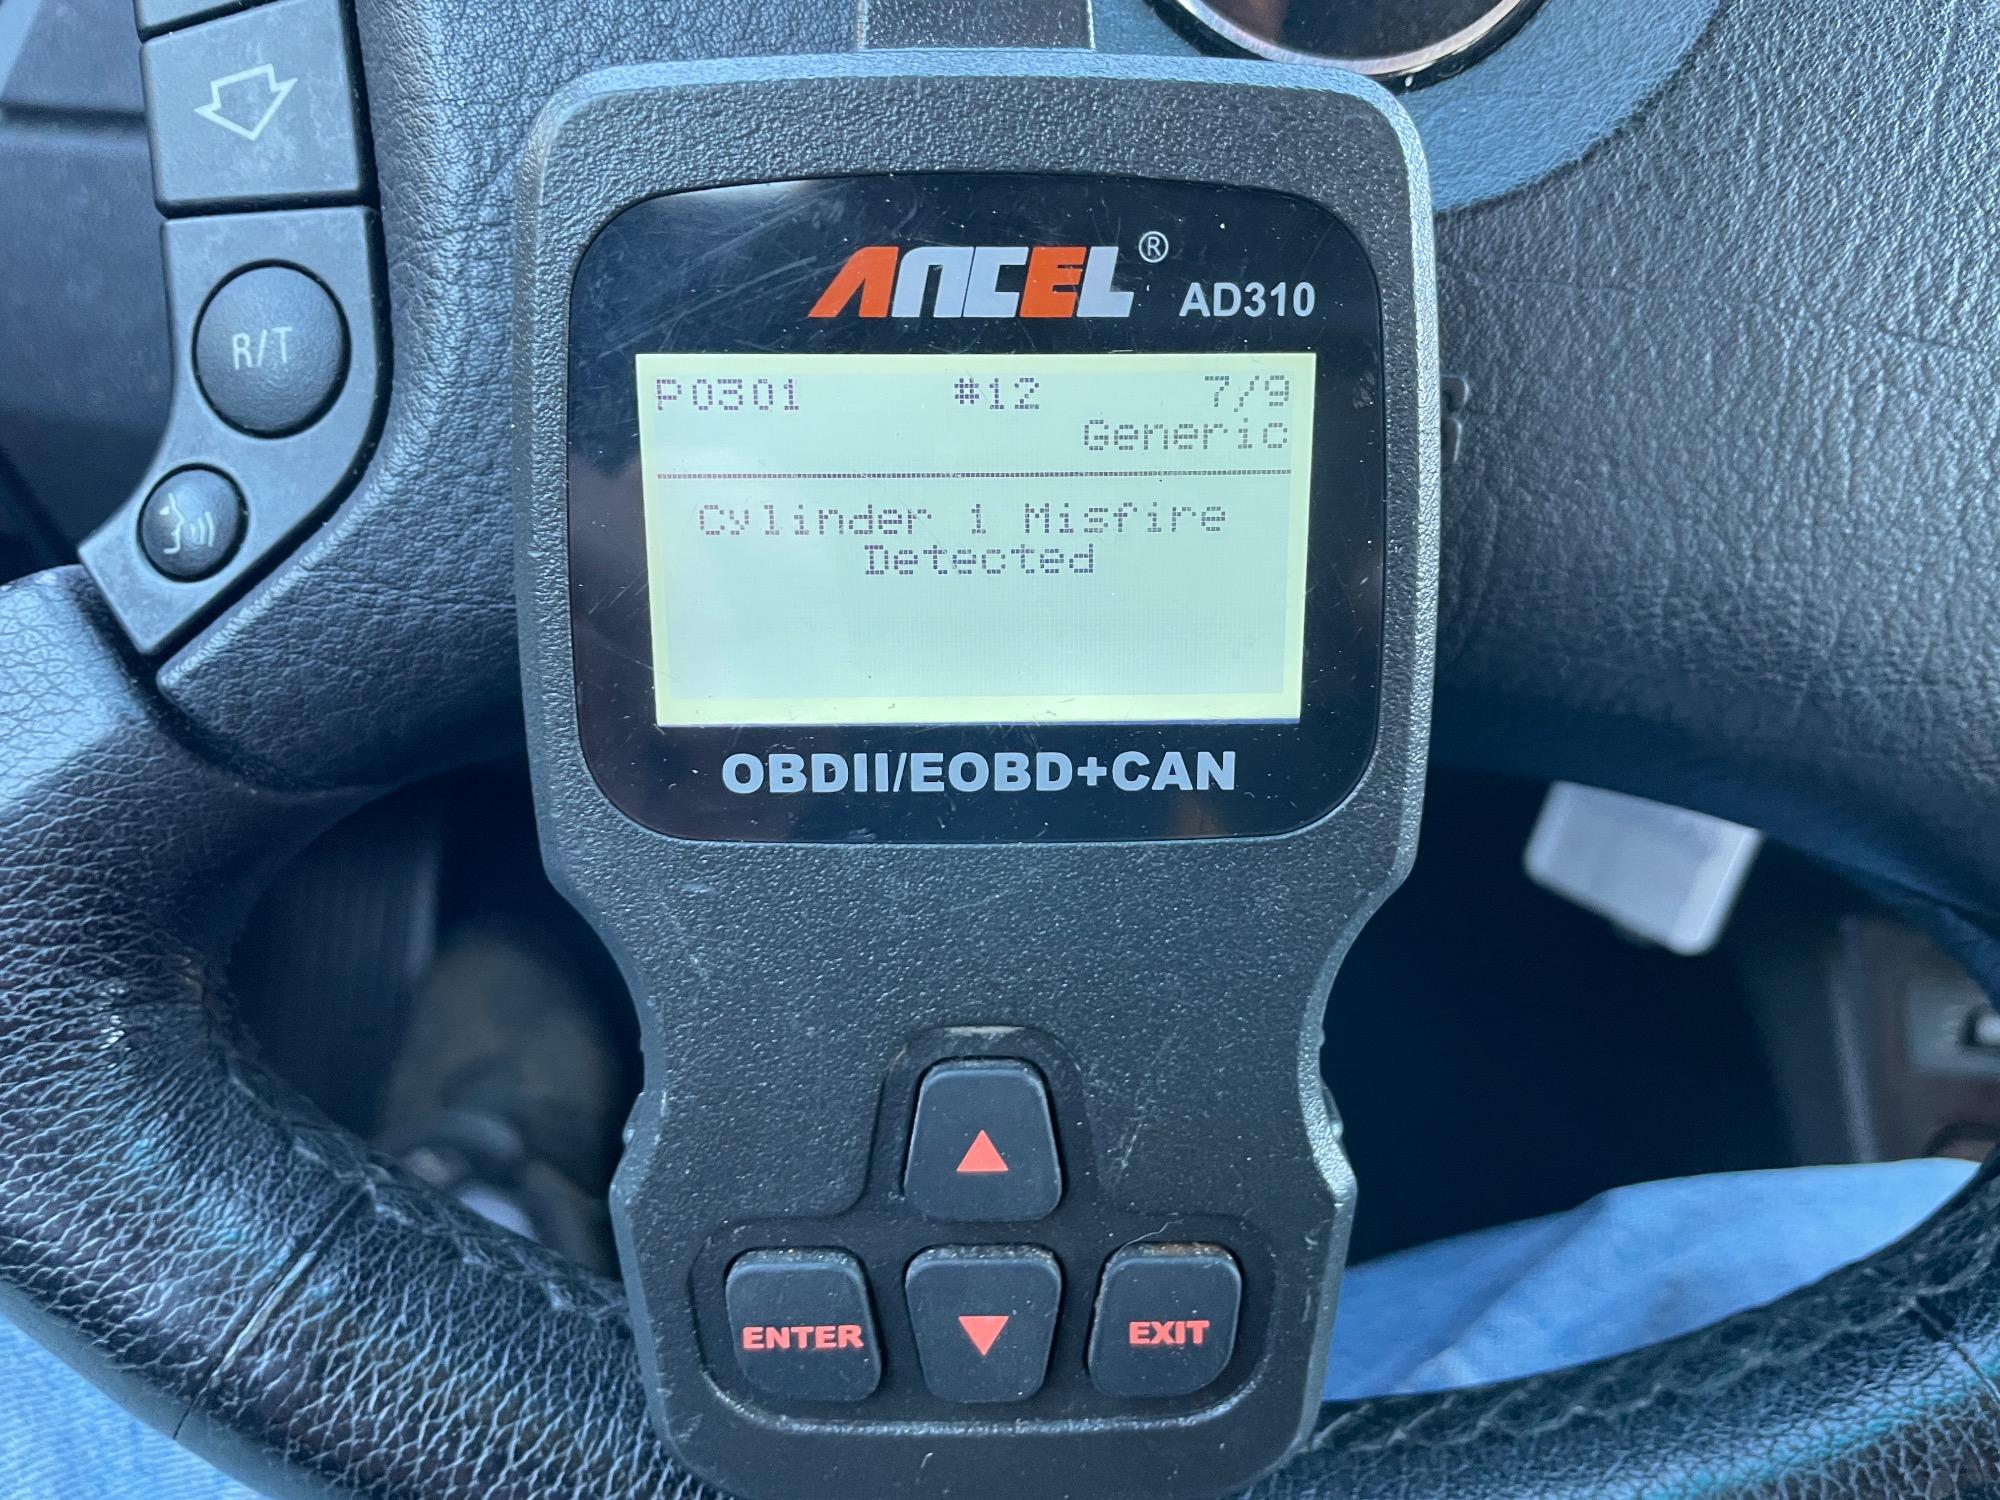 R/T
ANCEL® AD310
P0301 #12 7/9
Generic
Cylinder 1 Misfire
Detected
OBDII/EOBD+CAN
ENTER
EXIT